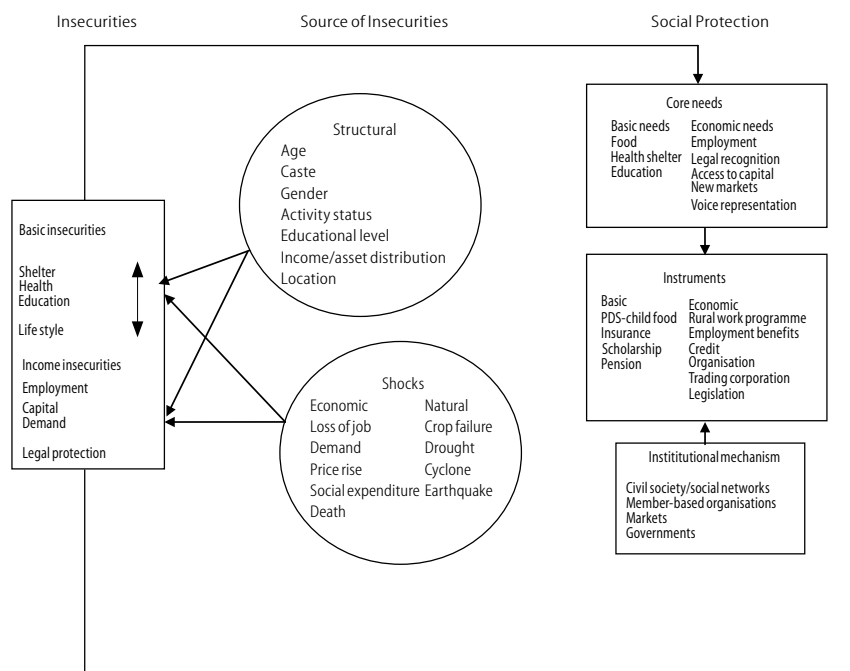 Insecurities
Source of Insecurities
Social Protection
Basic insecurities
Shelter
Health
Education
Life style
Income insecurities
Employment
Capital
Demand
Legal protection
Structural
Age
Caste
Gender
Activity status
Educational level
Income/asset distribution
Location
Shocks
Economic
Loss of job
Demand
Price rise
Social expenditure
Death
Natural
Crop failure
Drought
Cyclone
Earthquake
Core needs
Basic needs
Food
Health shelter
Education
Economic needs
Employment
Legal recognition
Access to capital
New markets
Voice representation
Instruments
Basic
PDS-child food
Insurance
Scholarship
Pension
Economic
Rural work programme
Employment benefits
Credit
Organisation
Trading corporation
Legislation
Instititutional mechanism
Civil society/social networks
Member-based organisations
Markets
Governments